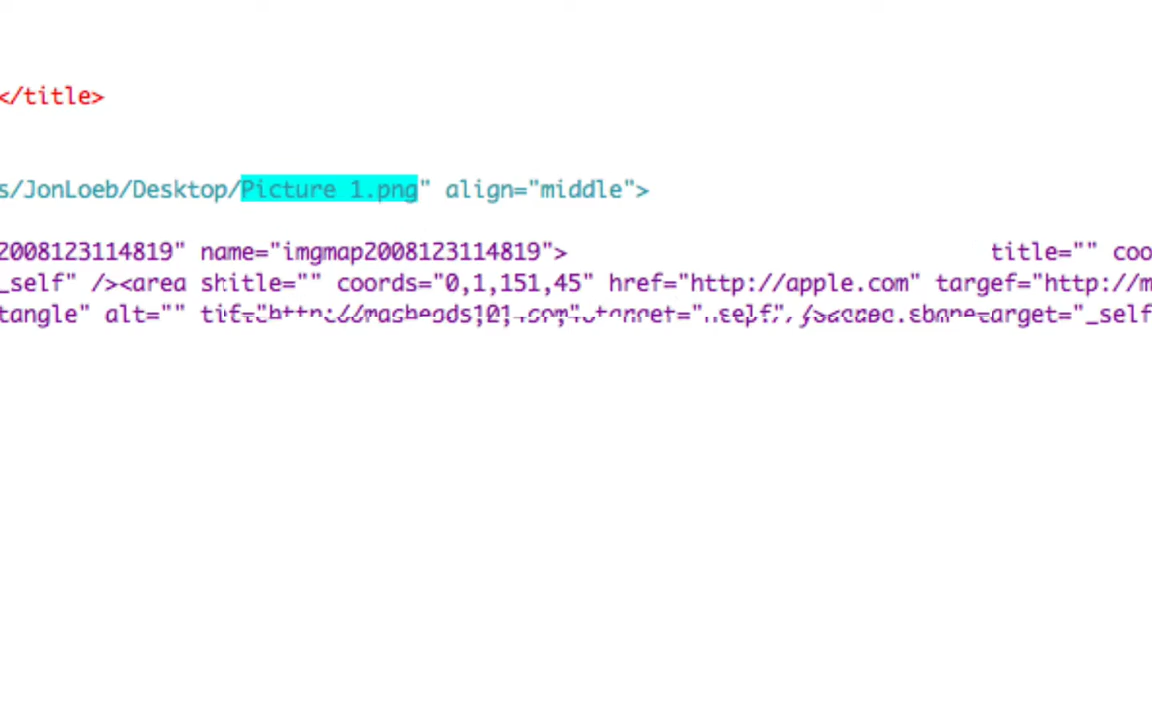 </title>
s/JonLoeb/Desktop/Picture 1.png" align="middle">
2008123114819" name="imgmap2008123114819"> title="" coo
_self" /><area shitle="" coords="0,1,151,45" href="http://apple.com" targef="http://m
tangle" alt="" arget="_self